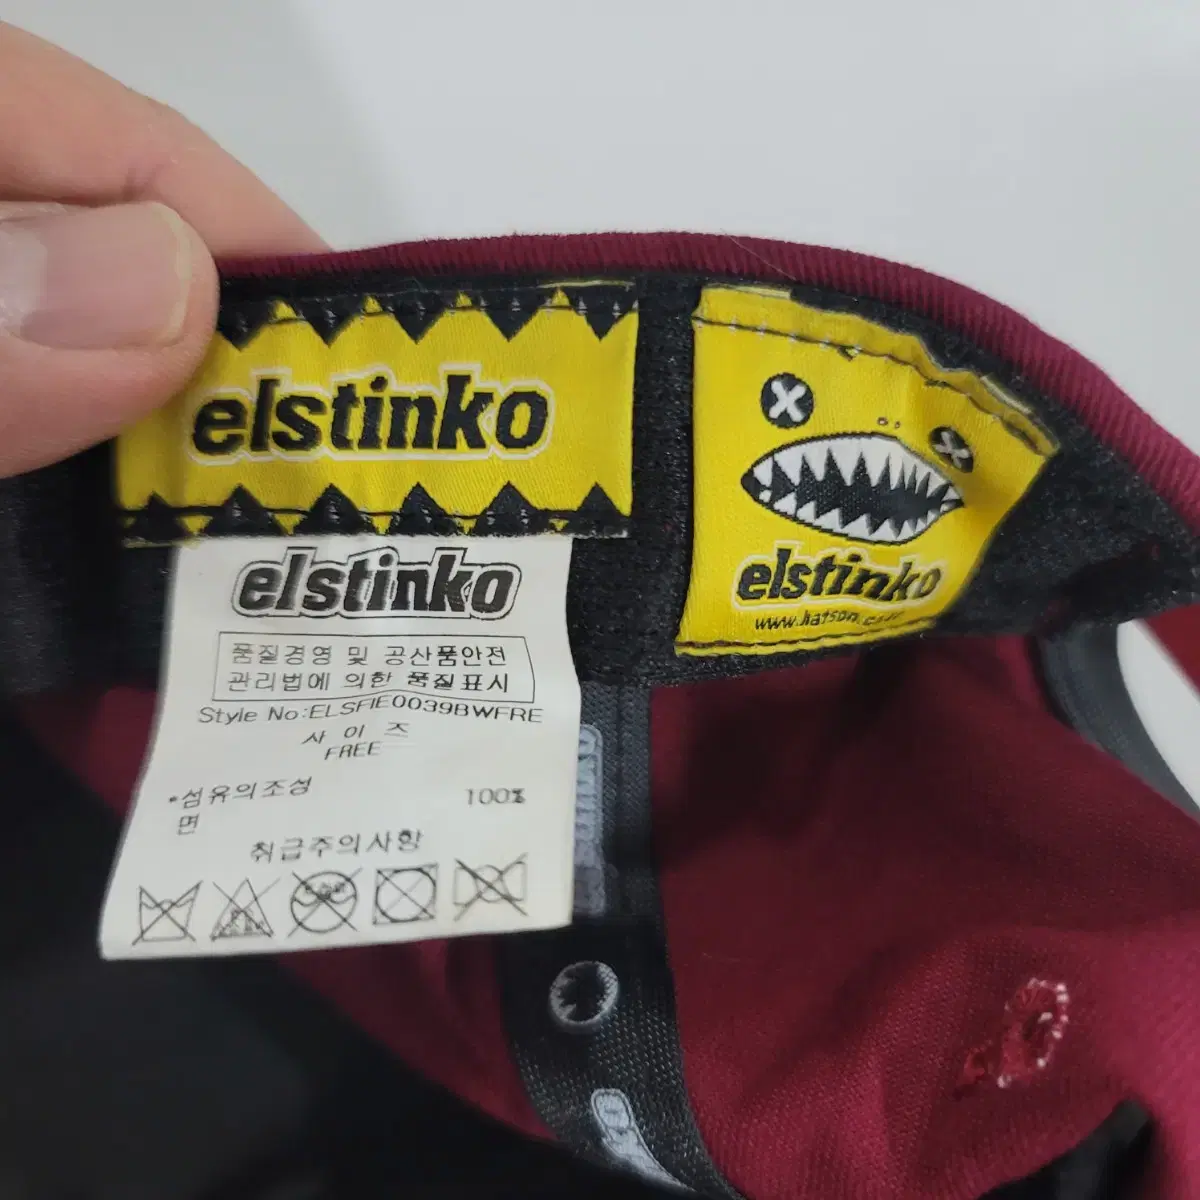 elstinko
elstinko
품질경영 및 공산품안전
관리법에 의한 품질표시
Style No:ELSFIE0039BWFRE
사 이 즈
FREE
*섬유의조성
면 100%
취급주의사항
elstinko